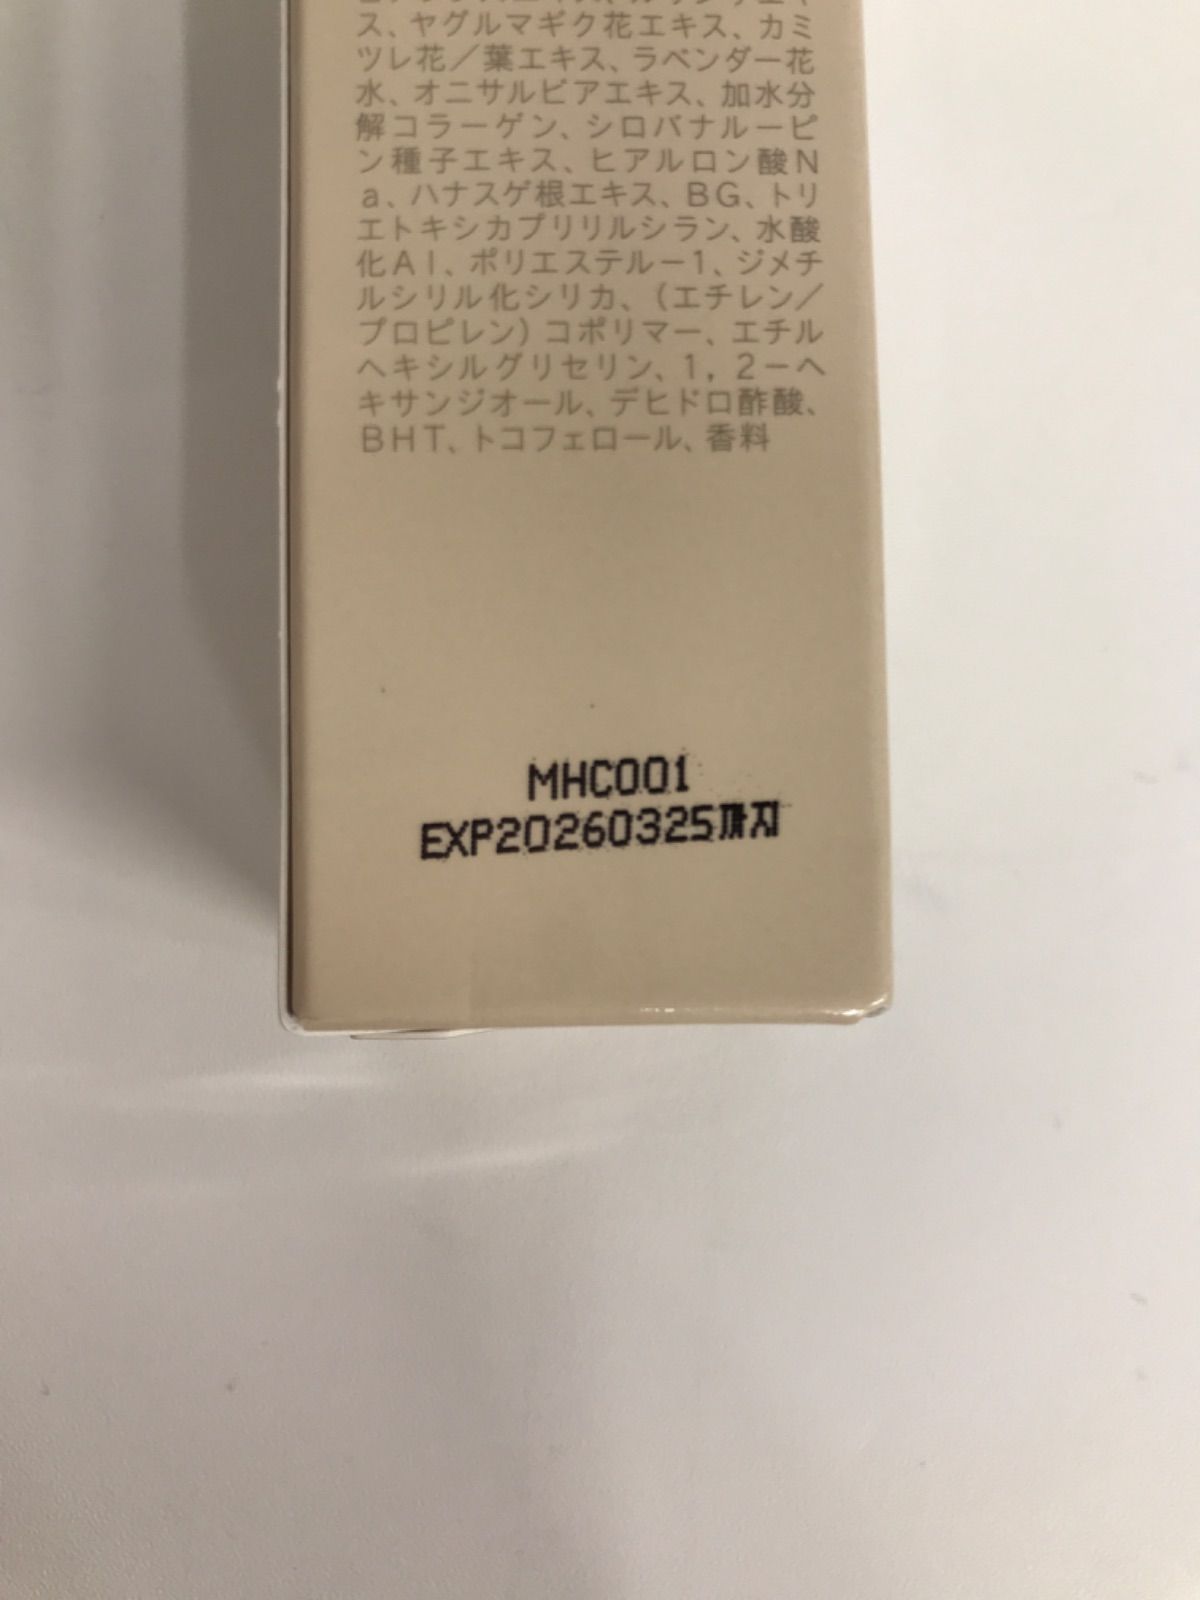 ス、ヤグルマギク花エキス、カミ
ツレ花／葉エキス、ラベンダー花
水、オニサルビアエキス、加水分
解コラーゲン、シロバナルーピ
ン種子エキス、ヒアルロン酸N
a、ハナスゲ根エキス、BG、トリ
エトキシカプリリルシラン、水酸
化Al、ポリエステル－1、ジメチ
ルシリル化シリカ、（エチレン／
プロピレン）コポリマー、エチル
ヘキシルグリセリン、1，2－ヘ
キサンジオール、デヒドロ酢酸、
BHT、トコフェロール、香料
MHC001
EXP20260325까지